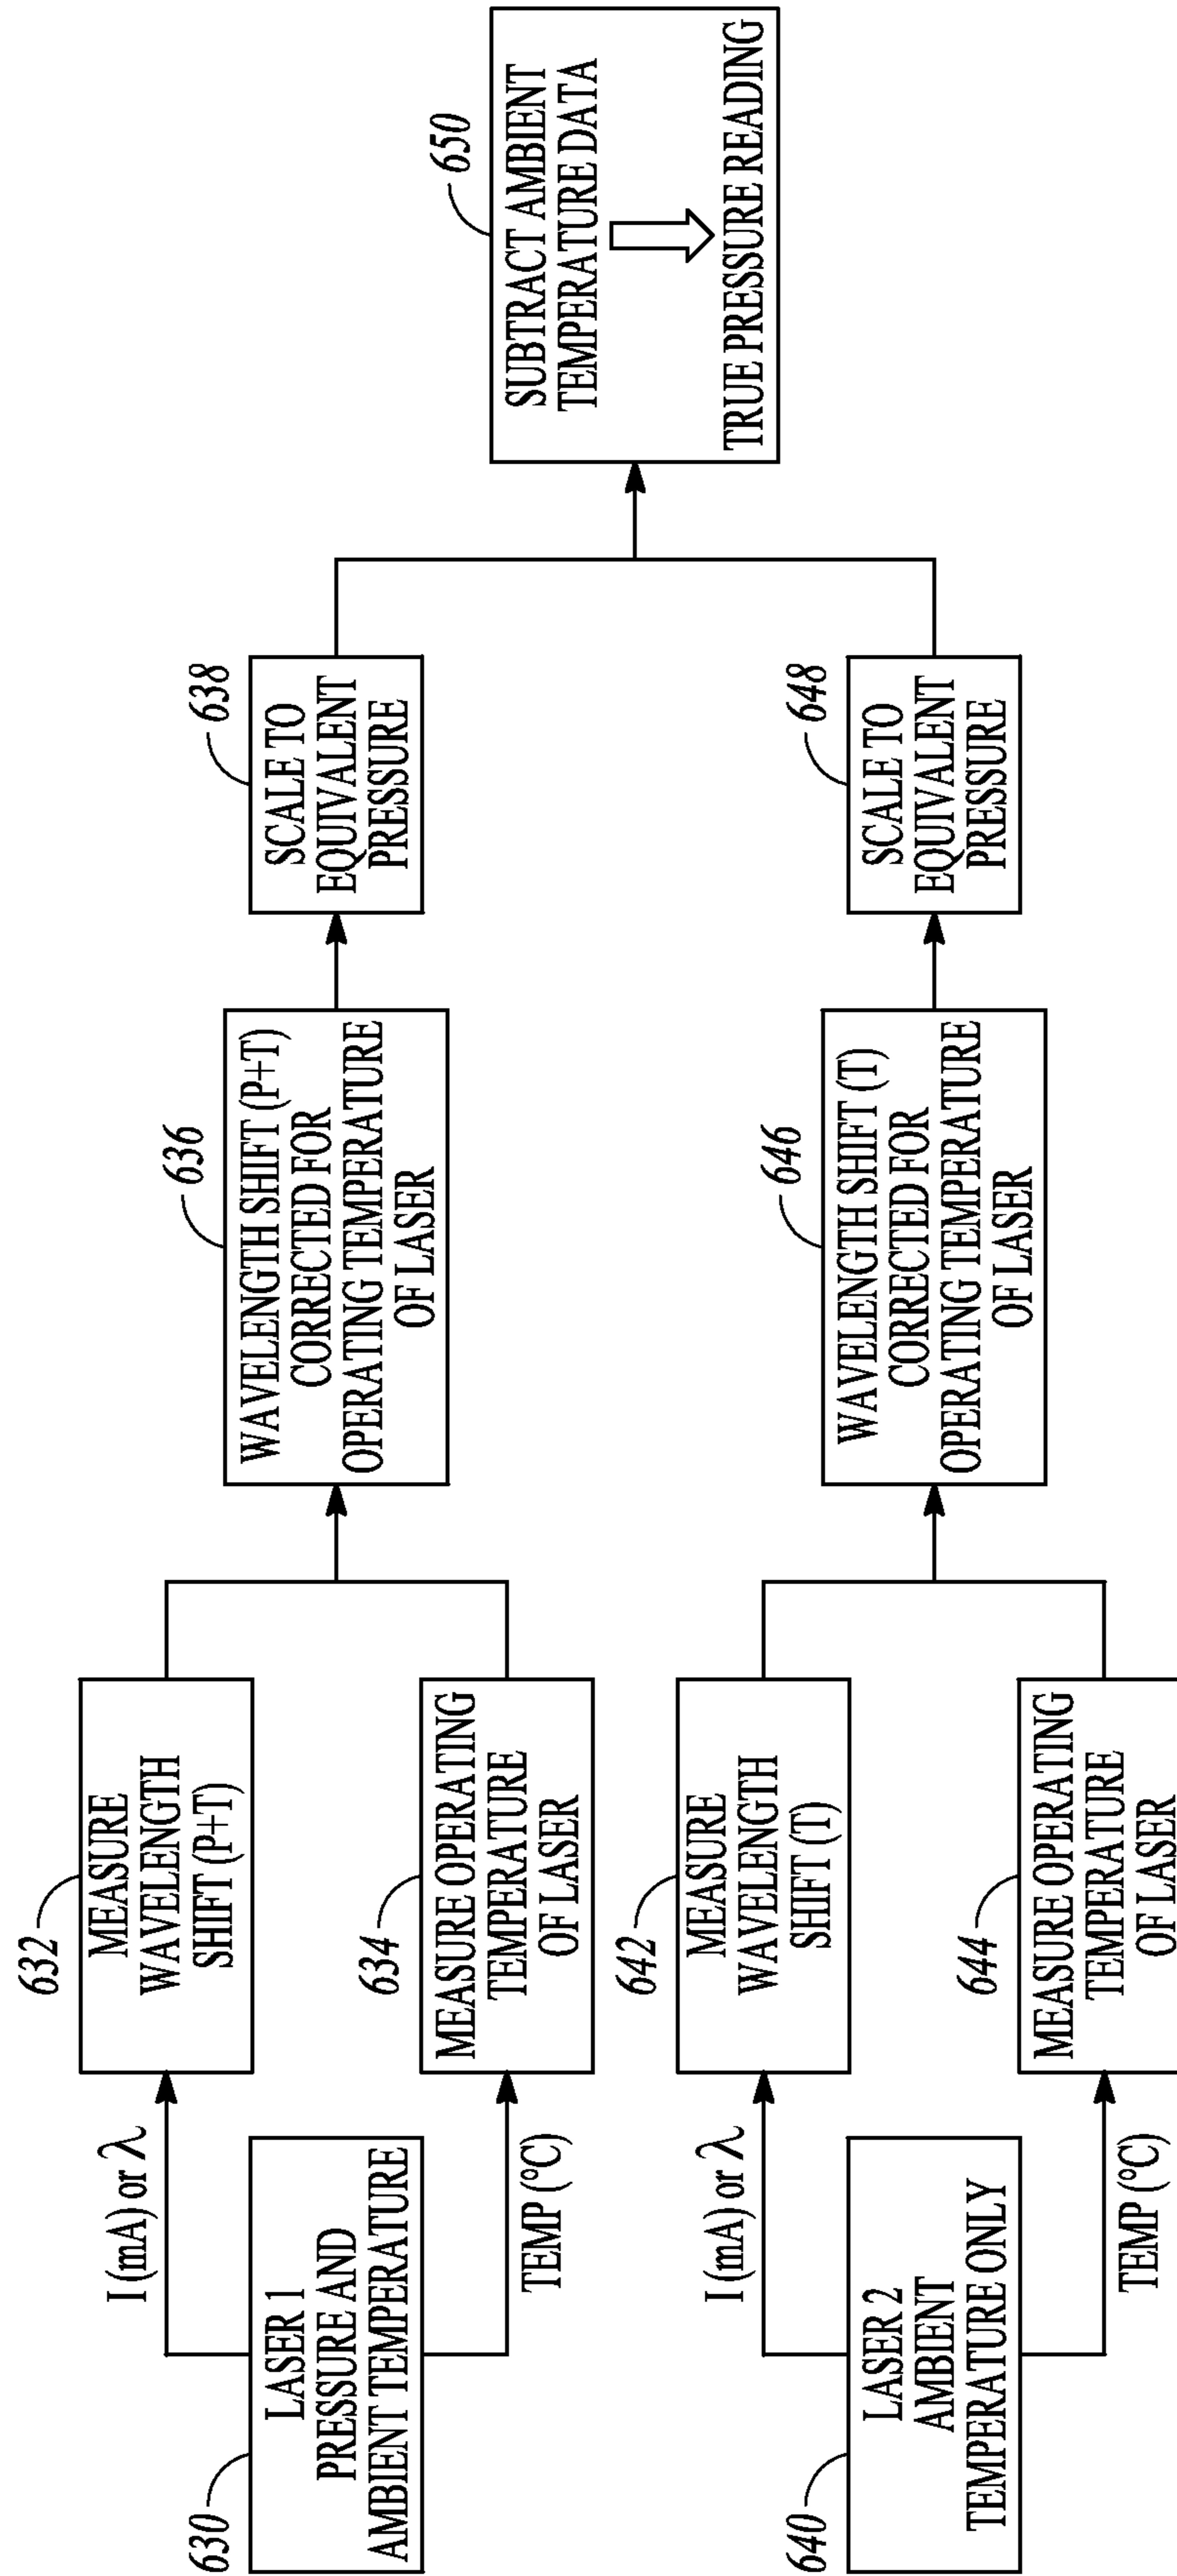 630
LASER 1
PRESSURE AND
AMBIENT TEMPERATURE
I (mA) or λ
TEMP (°C)
632
MEASURE
WAVELENGTH
SHIFT (P+T)
634
MEASURE OPERATING
TEMPERATURE
OF LASER
636
WAVELENGTH SHIFT (P+T)
CORRECTED FOR
OPERATING TEMPERATURE
OF LASER
638
SCALE TO
EQUIVALENT
PRESSURE
640
LASER 2
AMBIENT
TEMPERATURE ONLY
I (mA) or λ
TEMP (°C)
642
MEASURE
WAVELENGTH
SHIFT (T)
644
MEASURE OPERATING
TEMPERATURE
OF LASER
646
WAVELENGTH SHIFT (T)
CORRECTED FOR
OPERATING TEMPERATURE
OF LASER
648
SCALE TO
EQUIVALENT
PRESSURE
650
SUBTRACT AMBIENT
TEMPERATURE DATA
TRUE PRESSURE READING